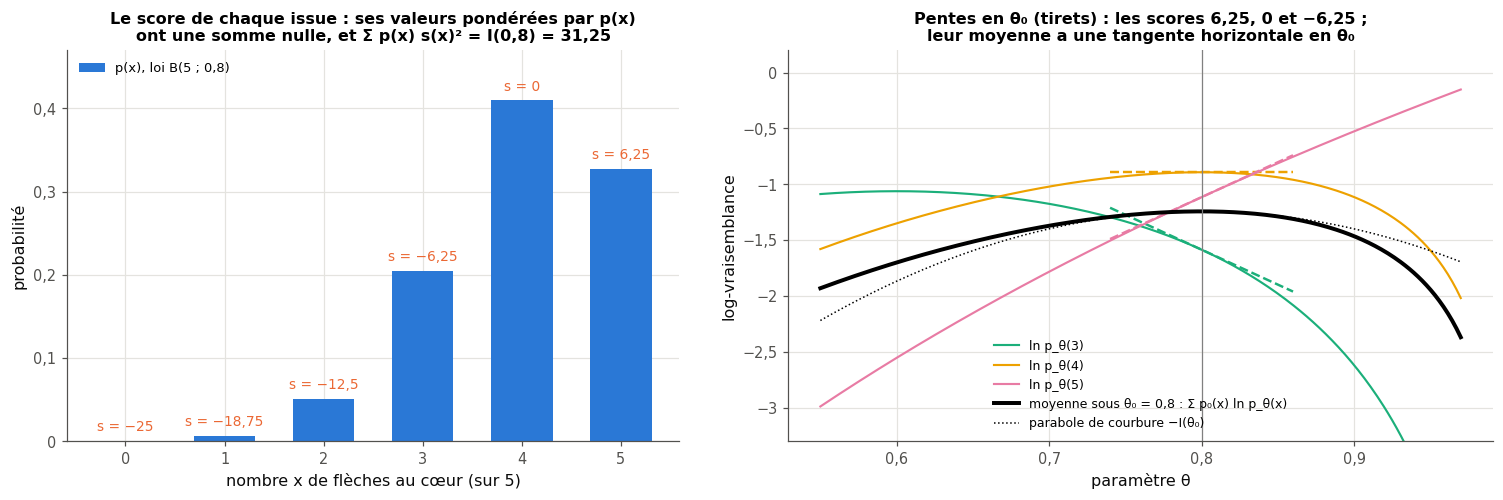 Le score de chaque issue : ses valeurs pondérées par p(x)
ont une somme nulle, et Σ p(x) s(x)² = I(0,8) = 31,25
p(x), loi B(5 ; 0,8)
s = −25
s = −18,75
s = −12,5
s = −6,25
s = 0
s = 6,25
probabilité
0,4
0,3
0,2
0,1
0
0
1
2
3
4
5
nombre x de flèches au cœur (sur 5)
Pentes en θ₀ (tirets) : les scores 6,25, 0 et −6,25 ;
leur moyenne a une tangente horizontale en θ₀
log-vraisemblance
0
−0,5
−1
−1,5
−2
−2,5
−3
ln p_θ(3)
ln p_θ(4)
ln p_θ(5)
moyenne sous θ₀ = 0,8 : Σ p₀(x) ln p_θ(x)
parabole de courbure −I(θ₀)
0,6
0,7
0,8
0,9
paramètre θ